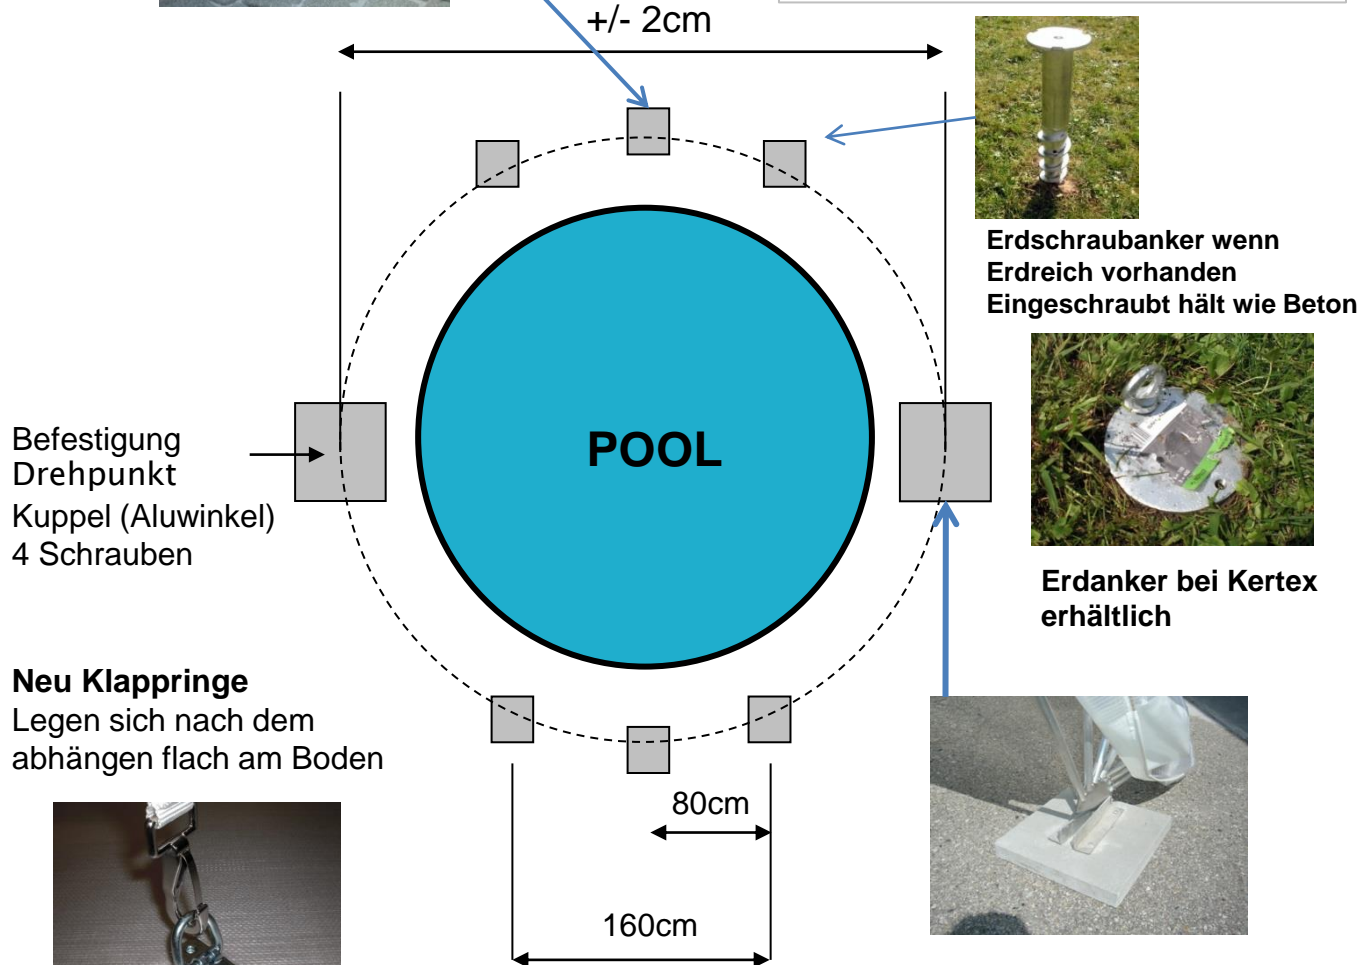 +/- 2cm
Erdschraubanker wenn
Erdreich vorhanden
Eingeschraubt hält wie Beton
POOL
Befestigung
Drehpunkt
Kuppel (Aluwinkel)
4 Schrauben
Erdanker bei Kertex
erhältlich
Neu Klappringe
Legen sich nach dem
abhängen flach am Boden
80cm
160cm